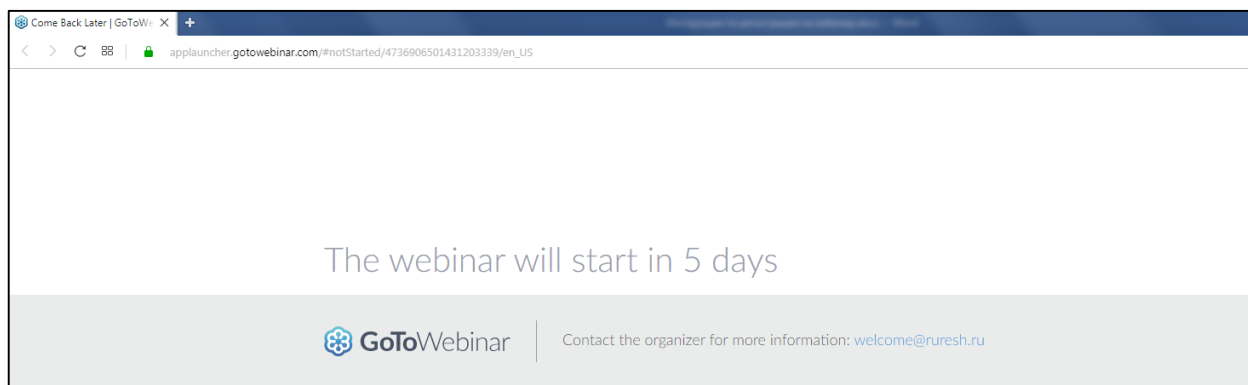 Come Back Later | GoToWe
applauncher.gotowebinar.com/#notStarted/4736906501431203339/en_US
The webinar will start in 5 days
GoToWebinar
Contact the organizer for more information: welcome@ruresh.ru